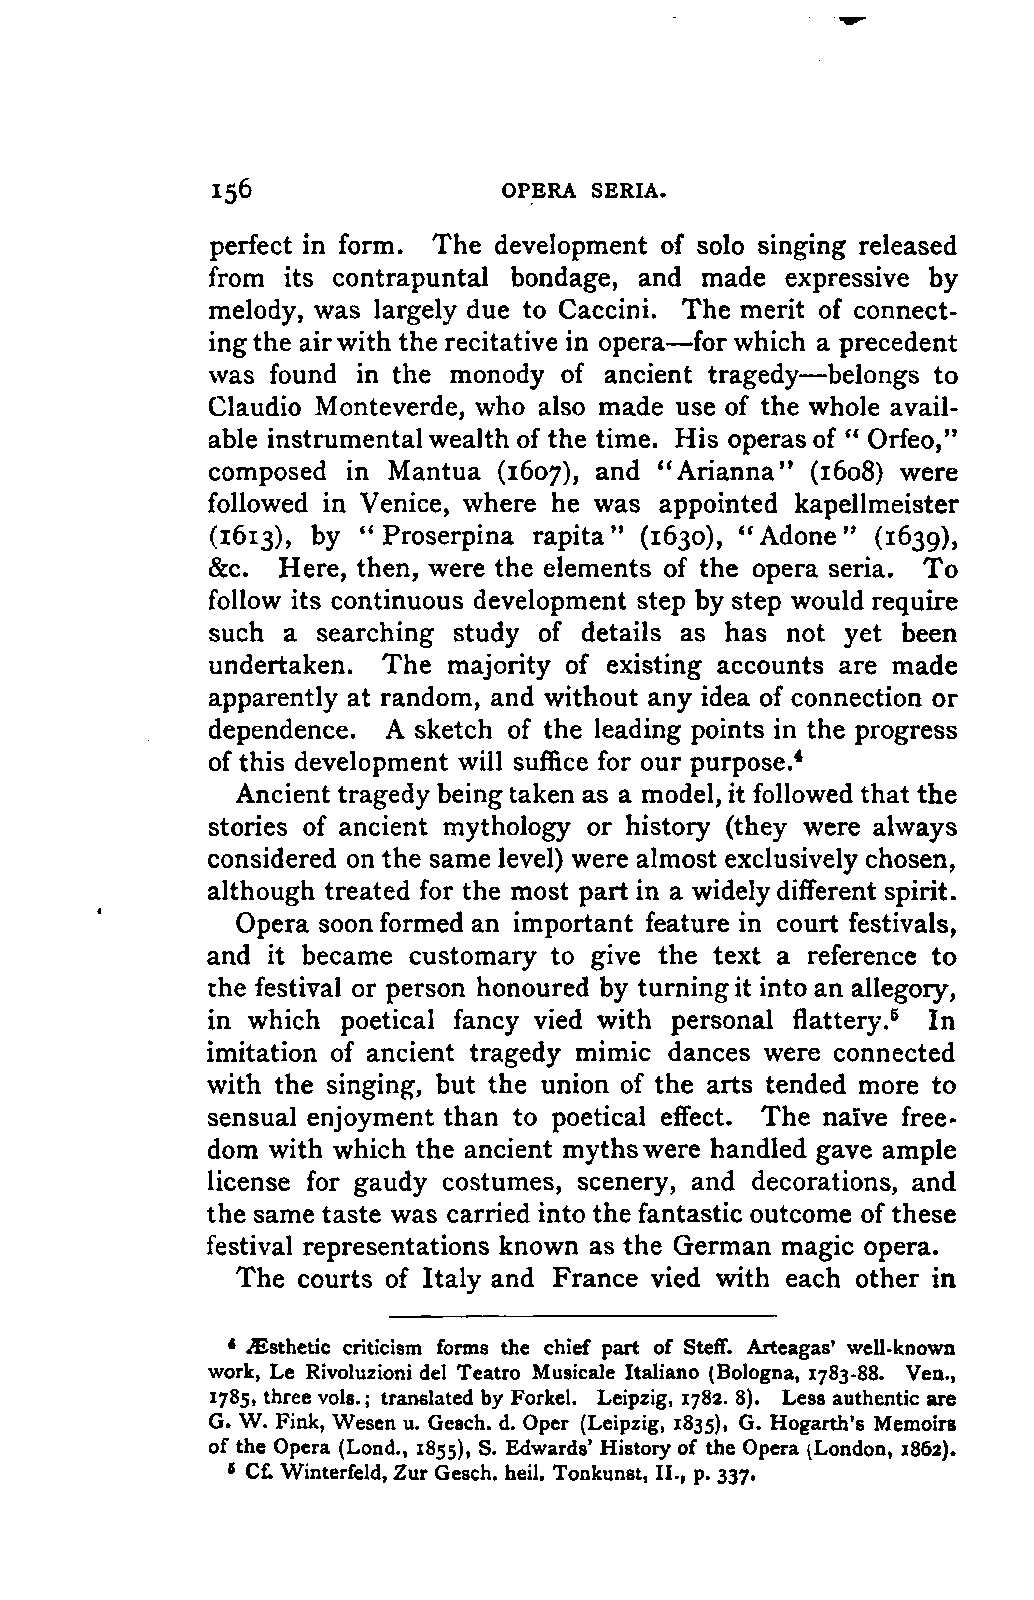 156 OPERA SERIA.
perfect in form. The development of solo singing released
from its contrapuntal bondage, and made expressive by
melody, was largely due to Caccini. The merit of connect-
ing the air with the recitative in opera—for which a precedent
was found in the monody of ancient tragedy—belongs to
Claudio Monteverde, who also made use of the whole avail-
able instrumental wealth of the time. His operas of “ Orfeo,”
composed in Mantua (1607), and “Arianna” (1608) were
followed in Venice, where he was appointed kapellmeister
(1613), by “Proserpina rapita” (1630), “Adone” (1639),
&c. Here, then, were the elements of the opera seria. To
follow its continuous development step by step would require
such a searching study of details as has not yet been
undertaken. The majority of existing accounts are made
apparently at random, and without any idea of connection or
dependence. A sketch of the leading points in the progress
of this development will suffice for our purpose.⁴
Ancient tragedy being taken as a model, it followed that the
stories of ancient mythology or history (they were always
considered on the same level) were almost exclusively chosen,
although treated for the most part in a widely different spirit.
Opera soon formed an important feature in court festivals,
and it became customary to give the text a reference to
the festival or person honoured by turning it into an allegory,
in which poetical fancy vied with personal flattery.⁵ In
imitation of ancient tragedy mimic dances were connected
with the singing, but the union of the arts tended more to
sensual enjoyment than to poetical effect. The naïve free-
dom with which the ancient myths were handled gave ample
license for gaudy costumes, scenery, and decorations, and
the same taste was carried into the fantastic outcome of these
festival representations known as the German magic opera.
The courts of Italy and France vied with each other in
⁴ Æsthetic criticism forms the chief part of Steff. Arteagas’ well-known
work, Le Rivoluzioni del Teatro Musicale Italiano (Bologna, 1783-88. Ven.,
1785, three vols.; translated by Forkel. Leipzig, 1782. 8). Less authentic are
G. W. Fink, Wesen u. Gesch. d. Oper (Leipzig, 1835), G. Hogarth’s Memoirs
of the Opera (Lond., 1855), S. Edwards’ History of the Opera (London, 1862).
⁵ Cf. Winterfeld, Zur Gesch. heil. Tonkunst, II., p. 337.